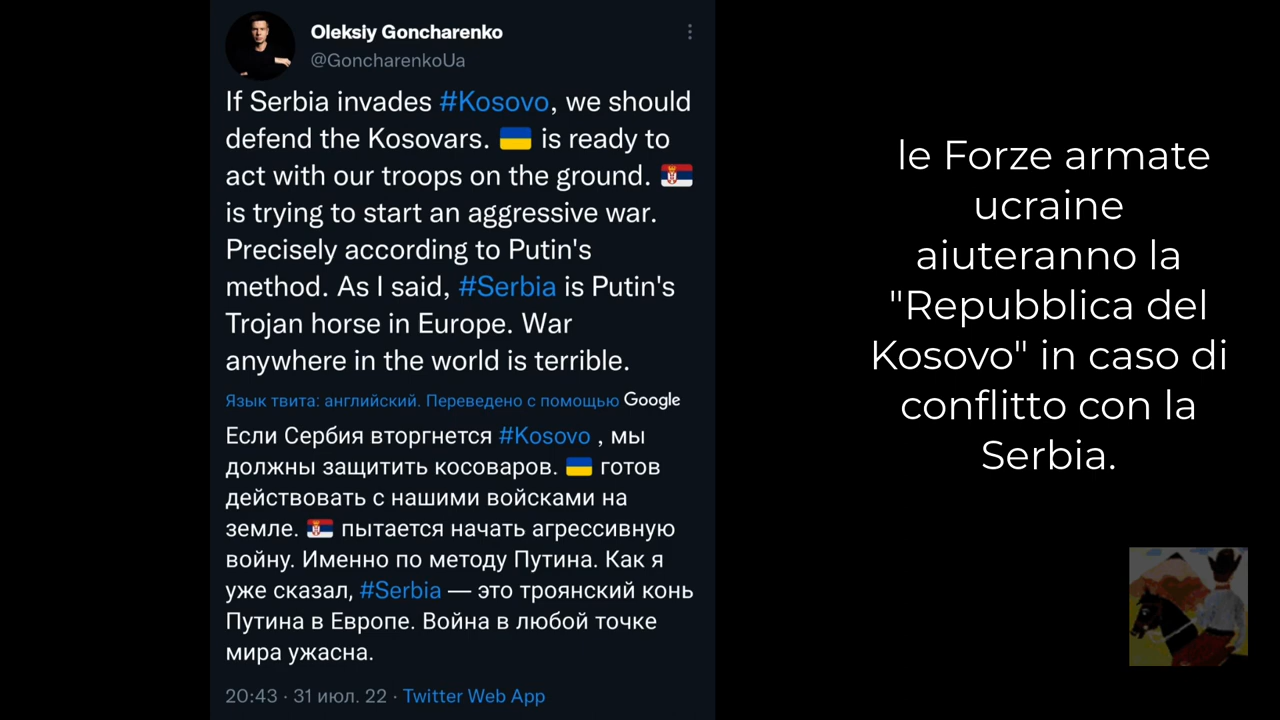 Oleksiy Goncharenko
@GoncharenkoUa
If Serbia invades #Kosovo, we should
defend the Kosovars. 🇺🇦 is ready to
act with our troops on the ground. 🇷🇸
is trying to start an aggressive war.
Precisely according to Putin's
method. As I said, #Serbia is Putin's
Trojan horse in Europe. War
anywhere in the world is terrible.
Язык твита: английский. Переведено с помощью Google
Если Сербия вторгнется #Kosovo , мы
должны защитить косоваров. 🇺🇦 готов
действовать с нашими войсками на
земле. 🇷🇸 пытается начать агрессивную
войну. Именно по методу Путина. Как я
уже сказал, #Serbia — это троянский конь
Путина в Европе. Война в любой точке
мира ужасна.
20:43 · 31 июл. 22 · Twitter Web App
le Forze armate
ucraine
aiuteranno la
"Repubblica del
Kosovo" in caso di
conflitto con la
Serbia.